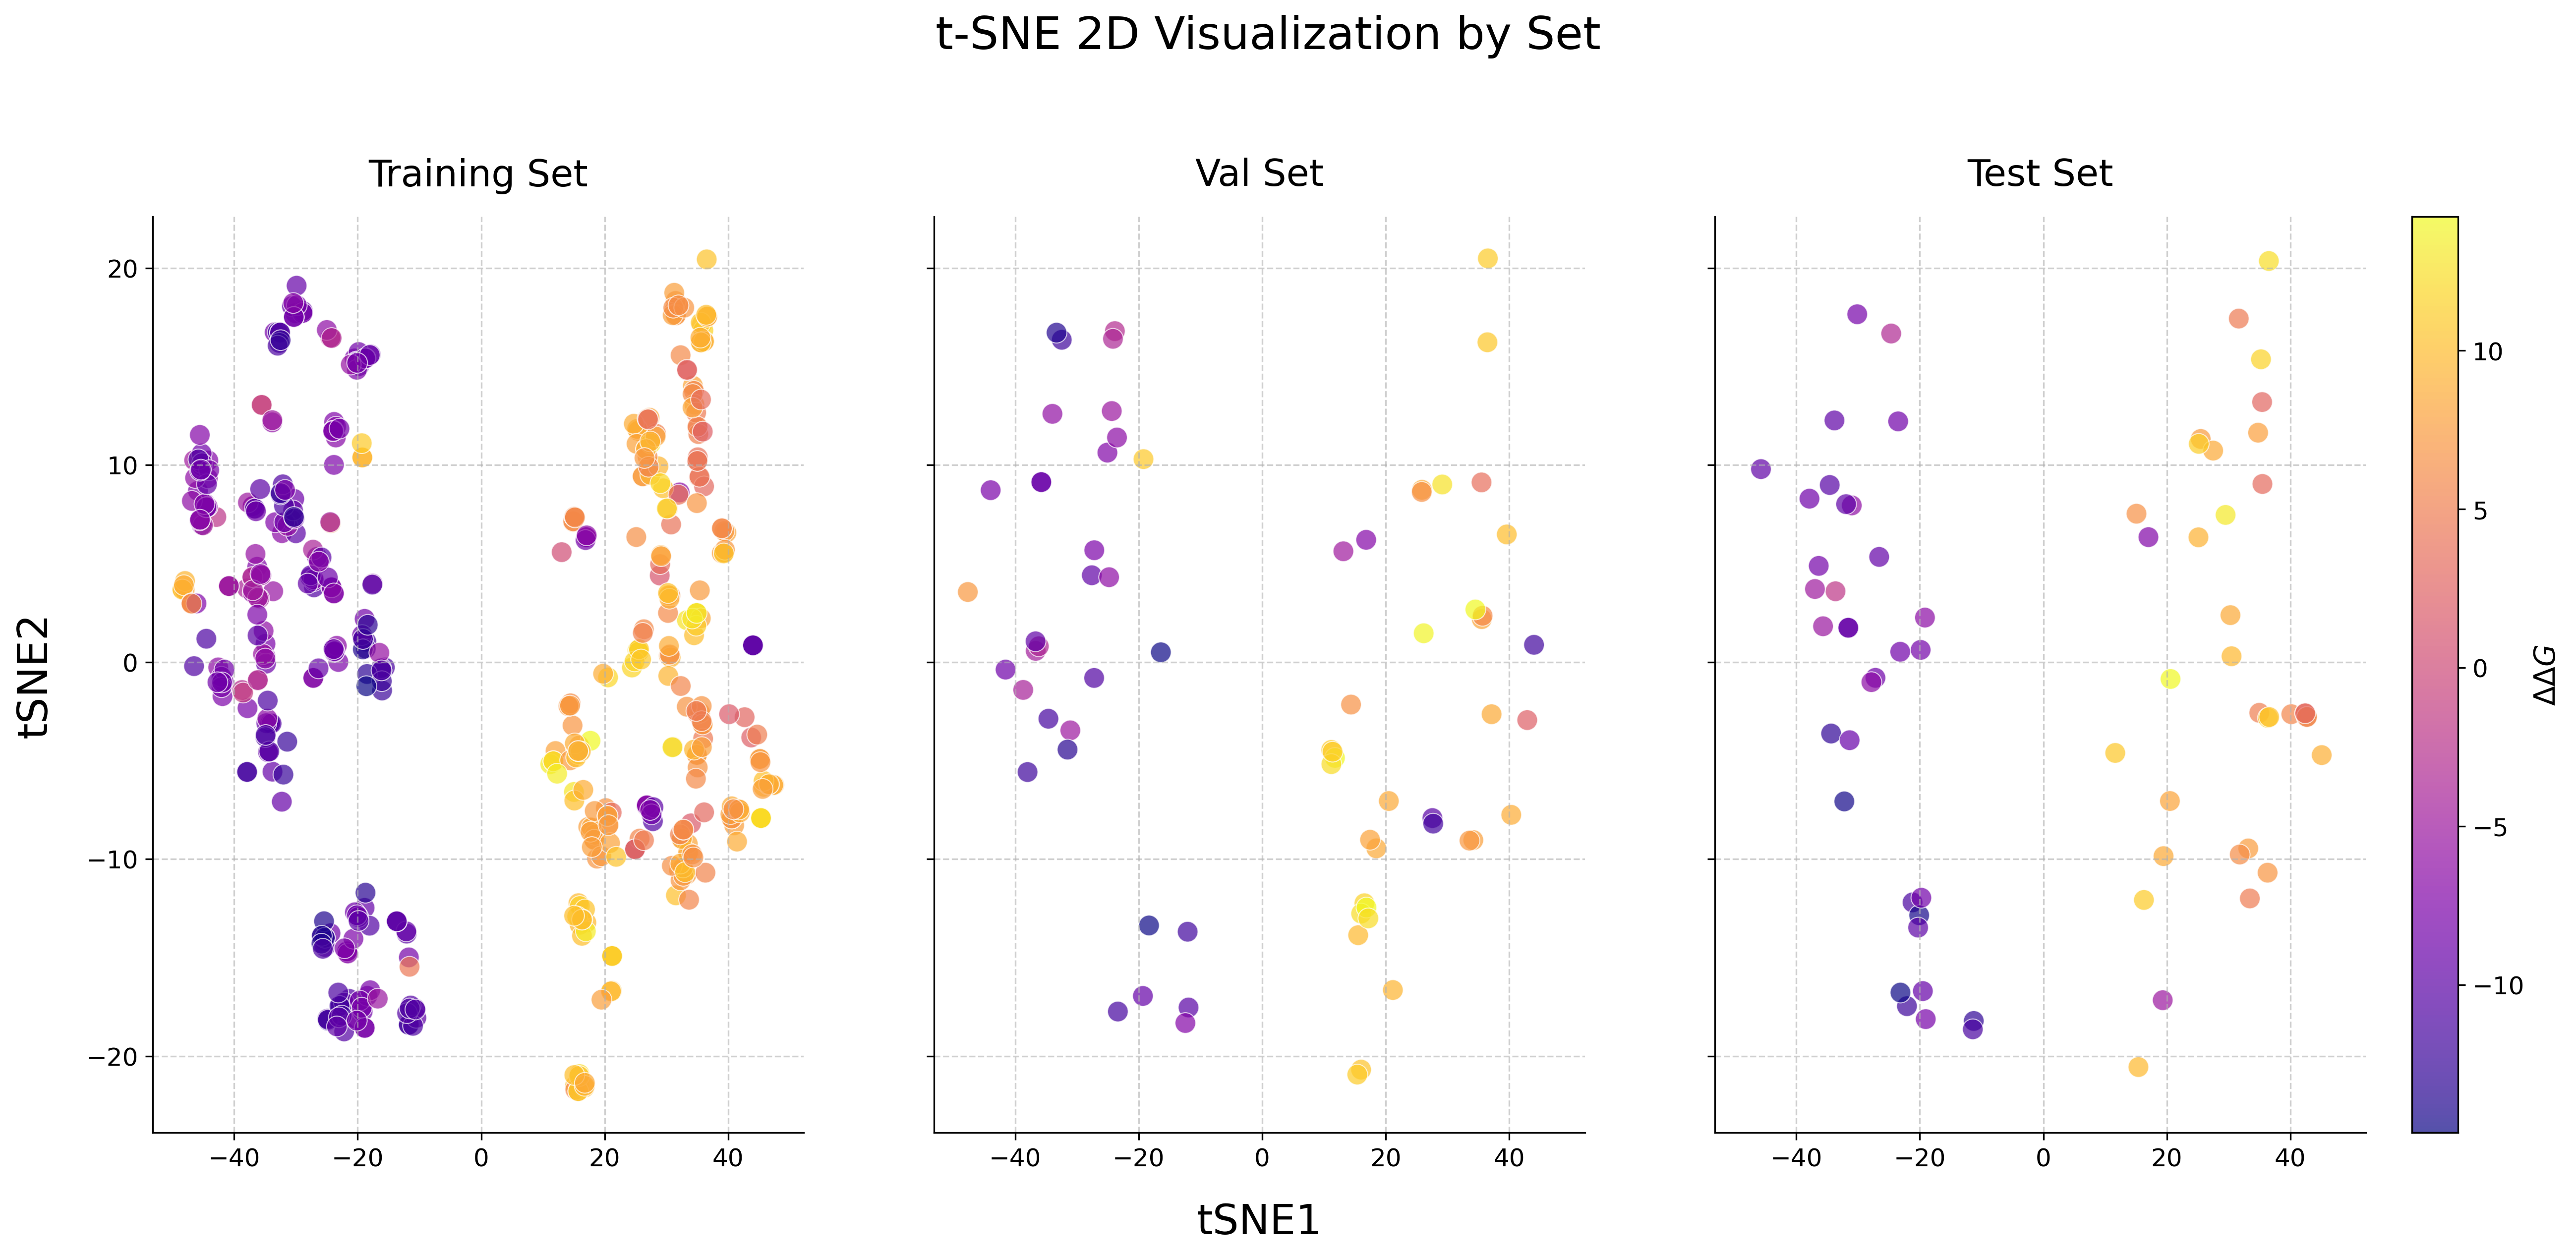 t-SNE 2D Visualization by Set
Training Set
Val Set
Test Set
20
10
0
−10
−20
tSNE2
−40 −20 0 20 40
−40 −20 0 20 40
−40 −20 0 20 40
tSNE1
10
5
0
−5
−10
ΔΔG